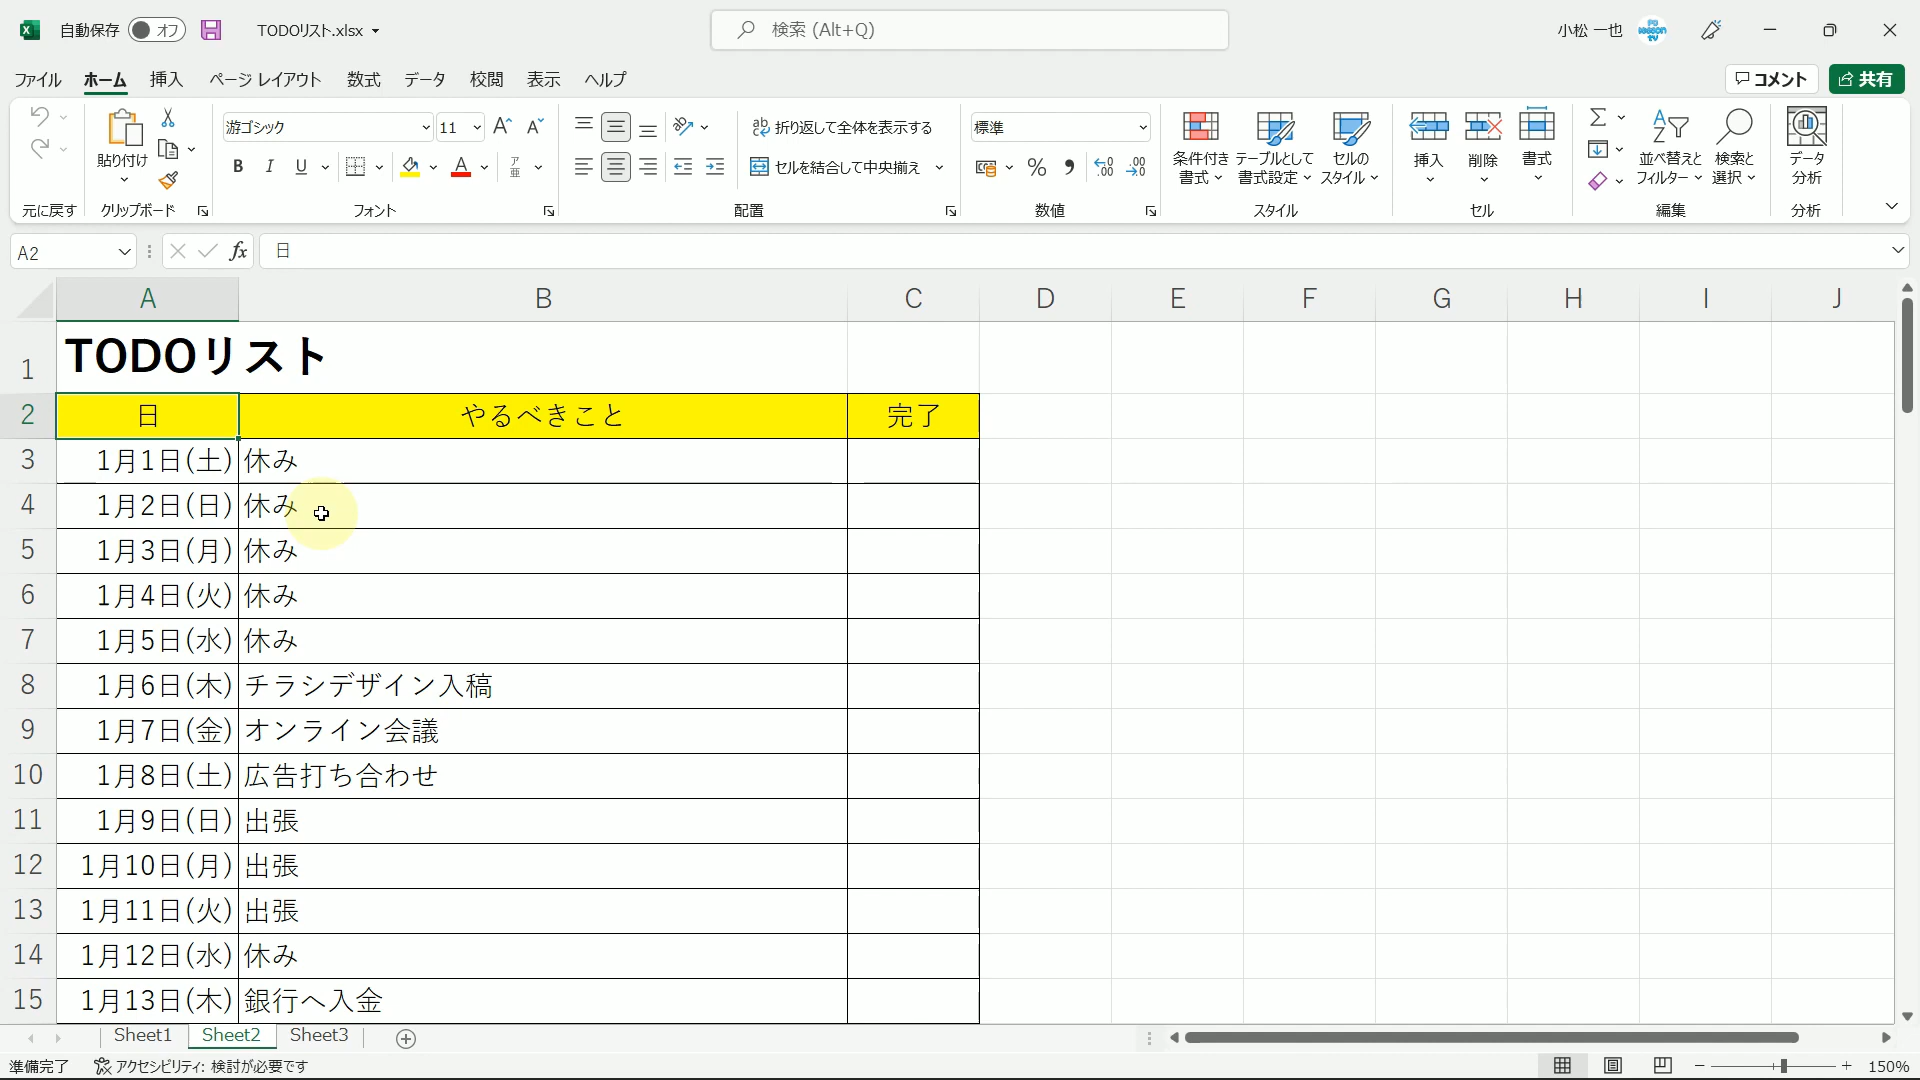 自動保存 オフ TODOリスト.xlsx 検索 (Alt+Q) 小松 一也
ファイル ホーム 挿入 ページ レイアウト 数式 データ 校閲 表示 ヘルプ コメント 共有
貼り付け
元に戻す クリップボード
游ゴシック 11
B I U
フォント
折り返して全体を表示する
セルを結合して中央揃え
配置
標準
数値
条件付き書式 テーブルとして書式設定 セルのスタイル
スタイル
挿入 削除 書式
セル
並べ替えとフィルター 検索と選択
編集
データ分析
分析
A2 fx 日
A B C D E F G H I J
1 TODOリスト
2 日 やるべきこと 完了
3 1月1日(土) 休み
4 1月2日(日) 休み
5 1月3日(月) 休み
6 1月4日(火) 休み
7 1月5日(水) 休み
8 1月6日(木) チラシデザイン入稿
9 1月7日(金) オンライン会議
10 1月8日(土) 広告打ち合わせ
11 1月9日(日) 出張
12 1月10日(月) 出張
13 1月11日(火) 出張
14 1月12日(水) 休み
15 1月13日(木) 銀行へ入金
Sheet1 Sheet2 Sheet3
準備完了 アクセシビリティ: 検討が必要です 150%